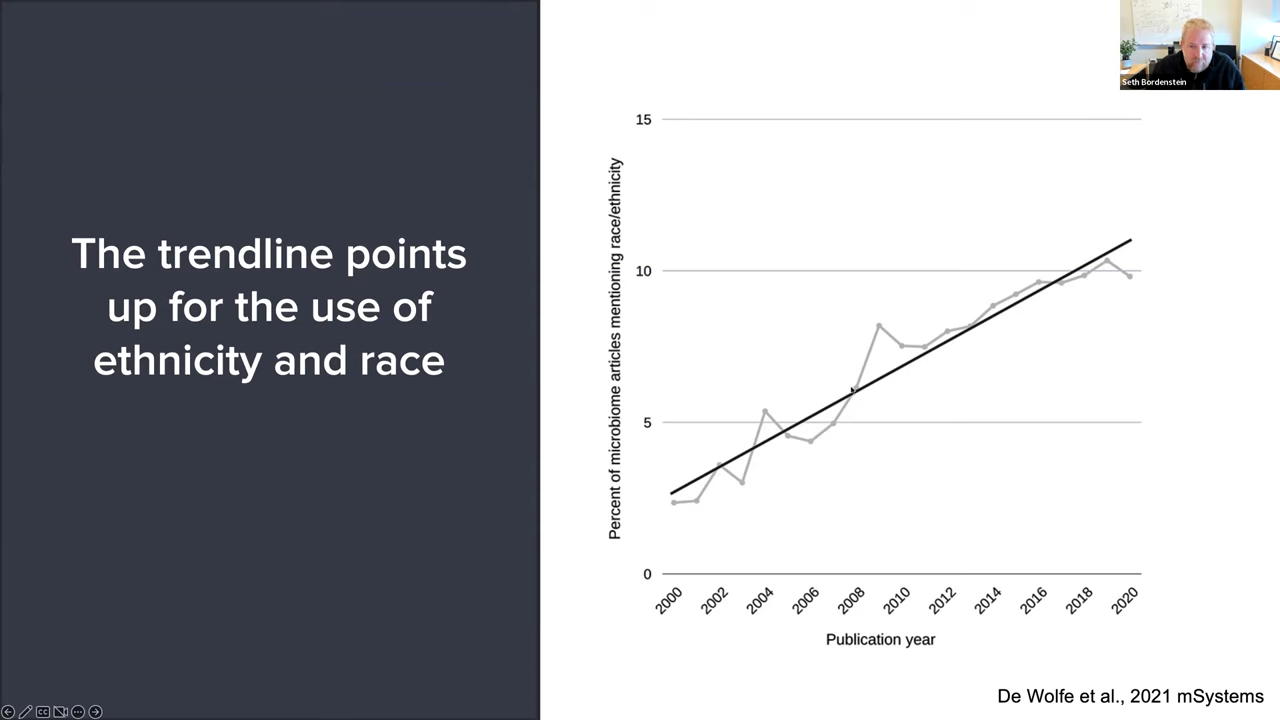 The trendline points
up for the use of
ethnicity and race
Seth Bordenstein
Percent of microbiome articles mentioning race/ethnicity
15
10
5
0
2000
2002
2004
2006
2008
2010
2012
2014
2016
2018
2020
Publication year
De Wolfe et al., 2021 mSystems
CC